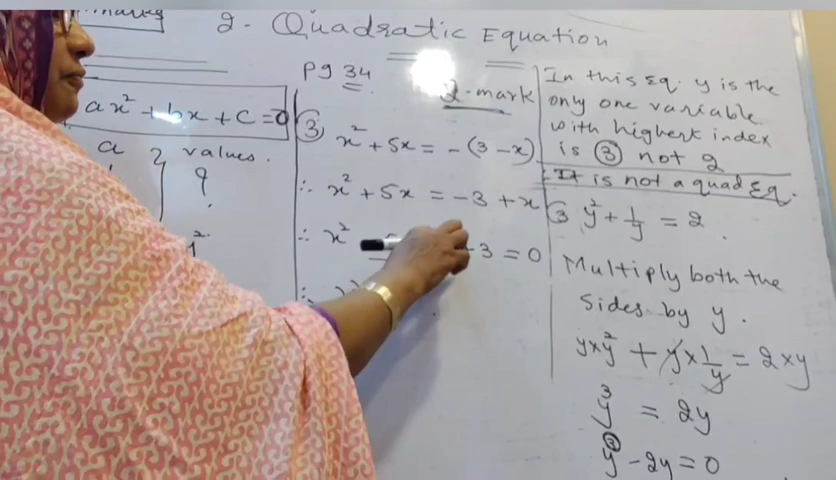 marks
2. Quadratic Equation
Pg 34
2-mark
ax² + bx + c = 0
a 2 values.
③ x² + 5x = -(3 - x)
∴ x² + 5x = -3 + x
∴ x² 3 = 0
∴
In this Eq. y is the
only one variable
with highest index
is ③ not 2
∴ It is not a quad Eq.
③ y² + 1/y = 2
Multiply both the
sides by y.
y×y² + y×1/y = 2×y
y³ = 2y
y³ - 2y = 0